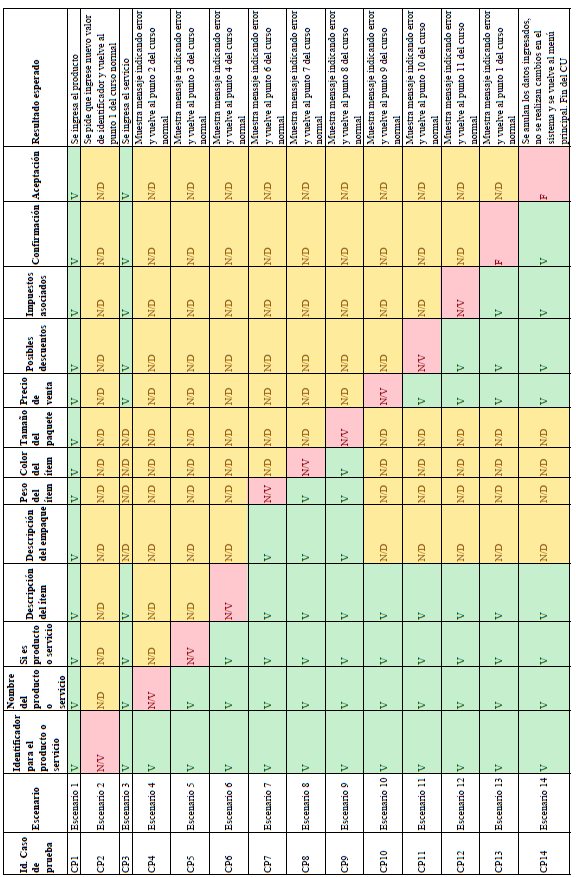 Id. Caso
de
prueba
Escenario
Identificador
para el
producto o
servicio
Nombre
del
producto
o
servicio
Si es
producto
o servicio
Descripción
del ítem
Descripción
del empaque
Peso
del
ítem
Color
del
ítem
Tamaño
del
paquete
Precio
de
venta
Posibles
descuentos
Impuestos
asociados
Confirmación
Aceptación
Resultado esperado
CP1 Escenario 1 V V V V V V V V V V V V V Se ingresa el producto
CP2 Escenario 2 N/V N/D N/D N/D N/D N/D N/D N/D N/D N/D N/D N/D N/D Se pide que ingrese nuevo valor
de identificador y vuelve al
punto 1 del curso normal
CP3 Escenario 3 V V V V N/D N/D N/D N/D V V V V V Se ingresa el servicio
CP4 Escenario 4 V N/V N/D N/D N/D N/D N/D N/D N/D N/D N/D N/D N/D Muestra mensaje indicando error
y vuelve al punto 2 del curso
normal
CP5 Escenario 5 V V N/V N/D N/D N/D N/D N/D N/D N/D N/D N/D N/D Muestra mensaje indicando error
y vuelve al punto 3 del curso
normal
CP6 Escenario 6 V V V N/V N/D N/D N/D N/D N/D N/D N/D N/D N/D Muestra mensaje indicando error
y vuelve al punto 4 del curso
normal
CP7 Escenario 7 V V V V V N/V N/D N/D N/D N/D N/D N/D N/D Muestra mensaje indicando error
y vuelve al punto 6 del curso
normal
CP8 Escenario 8 V V V V V V N/V N/D N/D N/D N/D N/D N/D Muestra mensaje indicando error
y vuelve al punto 7 del curso
normal
CP9 Escenario 9 V V V V V V V N/V N/D N/D N/D N/D N/D Muestra mensaje indicando error
y vuelve al punto 8 del curso
normal
CP10 Escenario 10 V V V V N/D N/D N/D N/D N/V N/D N/D N/D N/D Muestra mensaje indicando error
y vuelve al punto 9 del curso
normal
CP11 Escenario 11 V V V V N/D N/D N/D N/D V N/V N/D N/D N/D Muestra mensaje indicando error
y vuelve al punto 10 del curso
normal
CP12 Escenario 12 V V V V N/D N/D N/D N/D V V N/V N/D N/D Muestra mensaje indicando error
y vuelve al punto 11 del curso
normal
CP13 Escenario 13 V V V V N/D N/D N/D N/D V V V F N/D Muestra mensaje indicando error
y vuelve al punto 1 del curso
normal
CP14 Escenario 14 V V V V N/D N/D N/D N/D V V V V F Se anulan los datos ingresados,
no se realizan cambios en el
sistema y se vuelve al menú
principal. Fin del CU